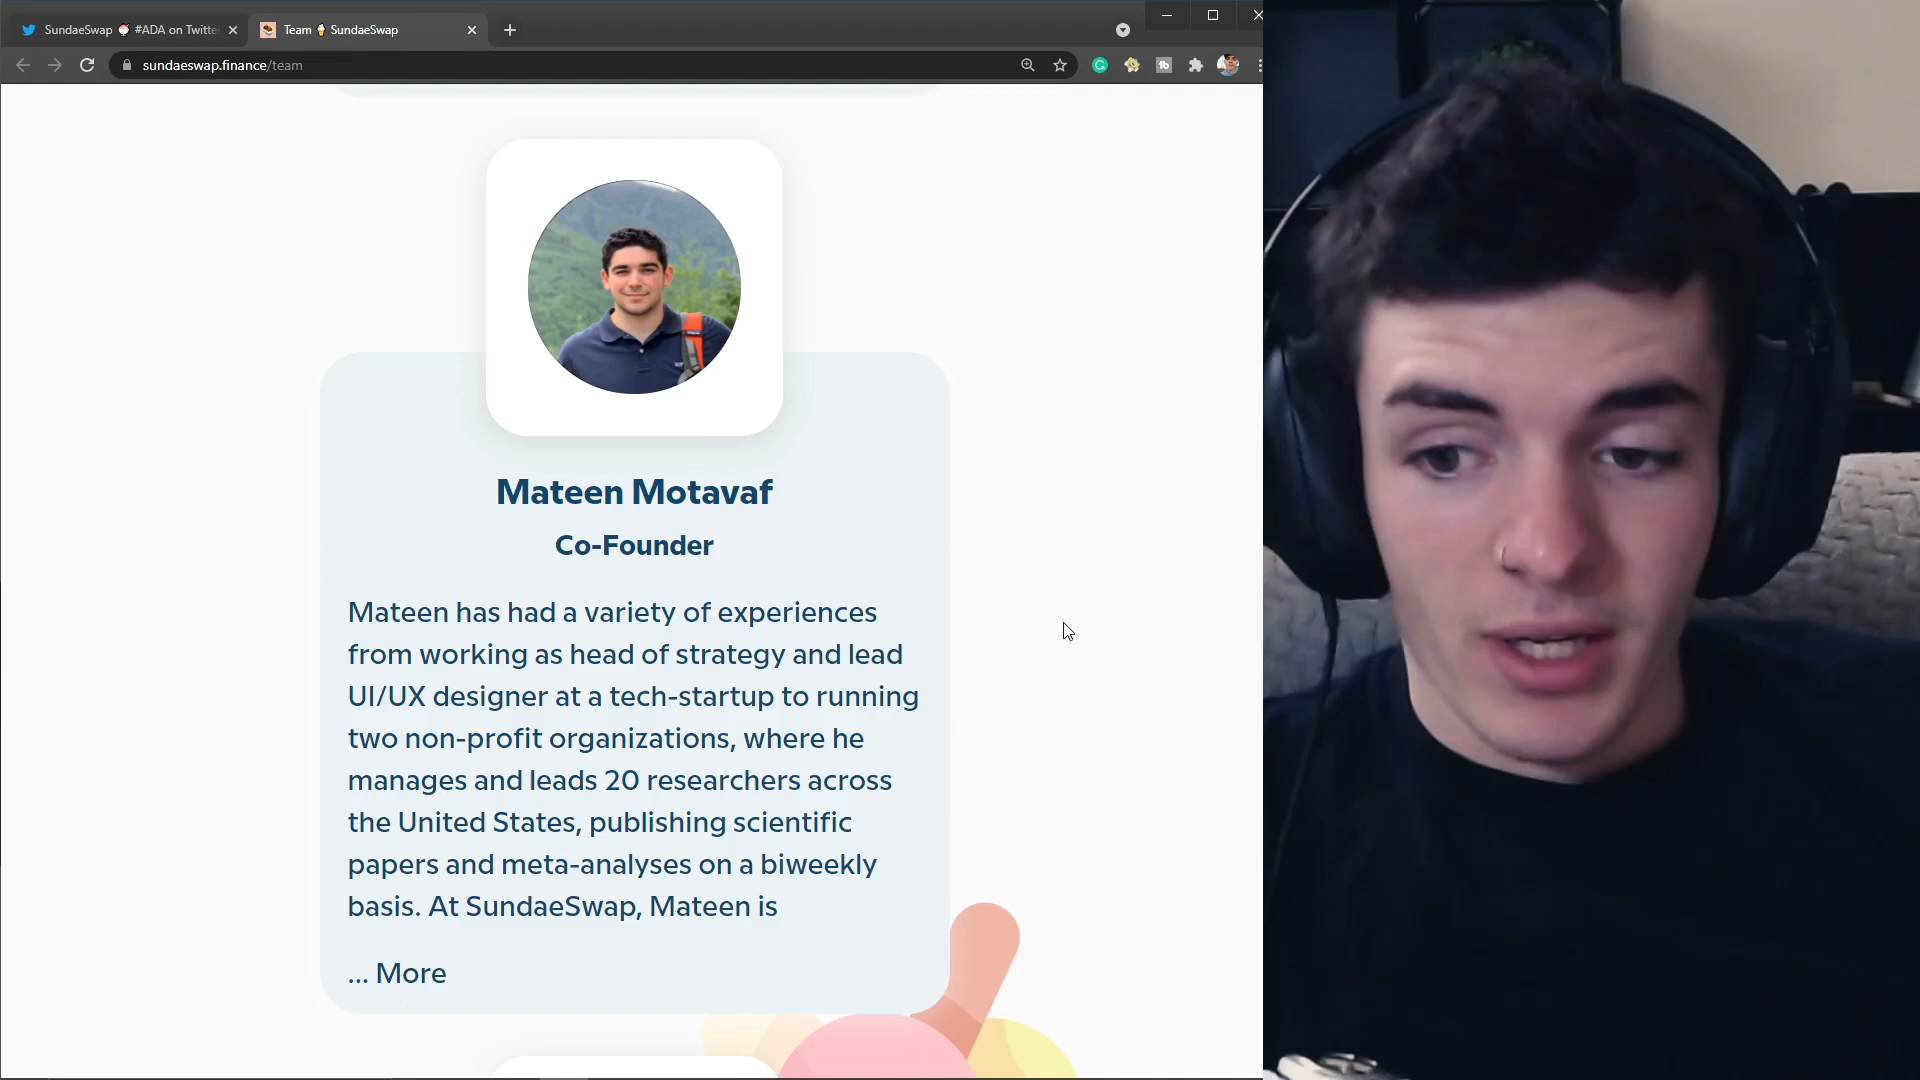 SundaeSwap #ADA on Twitte
Team SundaeSwap
sundaeswap.finance/team
Mateen Motavaf
Co-Founder
Mateen has had a variety of experiences
from working as head of strategy and lead
UI/UX designer at a tech-startup to running
two non-profit organizations, where he
manages and leads 20 researchers across
the United States, publishing scientific
papers and meta-analyses on a biweekly
basis. At SundaeSwap, Mateen is
... More